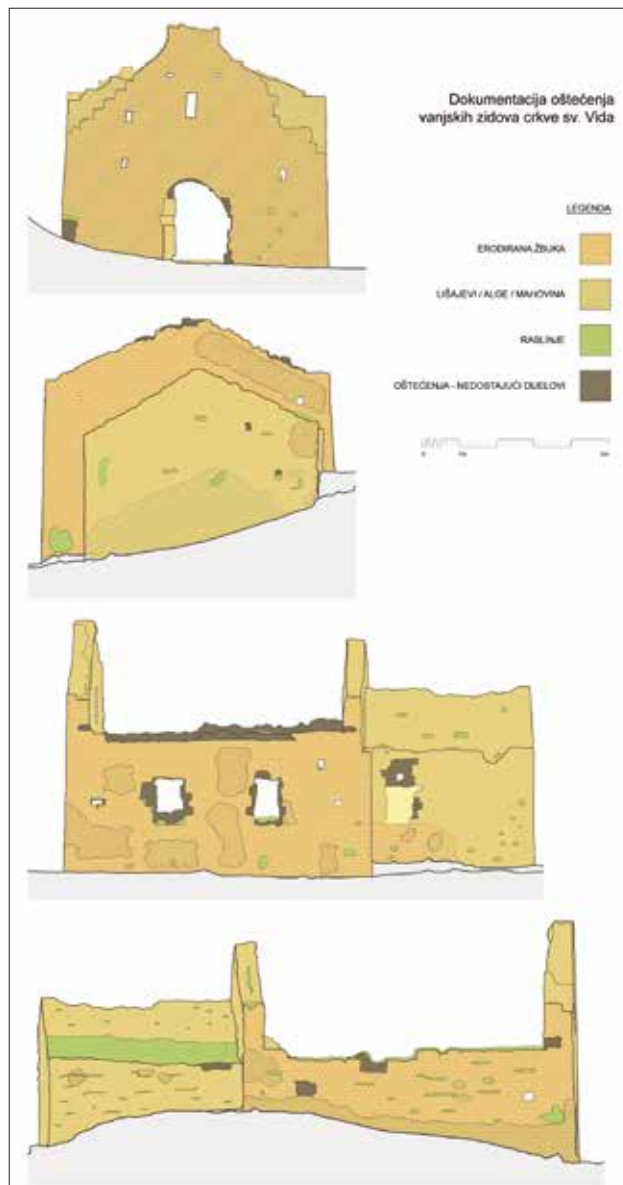 Dokumentacija oštećenja
vanjskih zidova crkve sv. Vida
LEGENDA
ERODIRANA ŽBUKA
LIŠAJEVI / ALGE / MAHOVINA
RASLINJE
OŠTEĆENJA - NEDOSTAJUĆI DIJELOVI